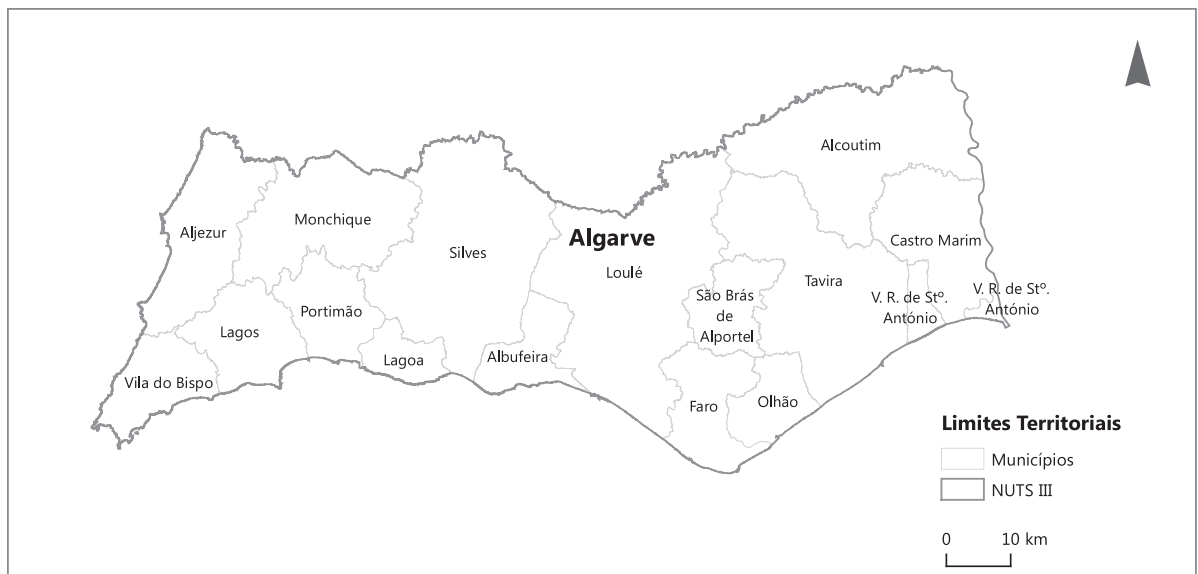 Alcoutim
Monchique
Aljezur
Algarve
Castro Marim
Silves
Loulé
Tavira
São Brás
de
Alportel
V. R. de Stº.
António
V. R. de Stº.
António
Portimão
Lagos
Lagoa
Albufeira
Vila do Bispo
Faro
Olhão
Limites Territoriais
Municípios
NUTS III
0 10 km